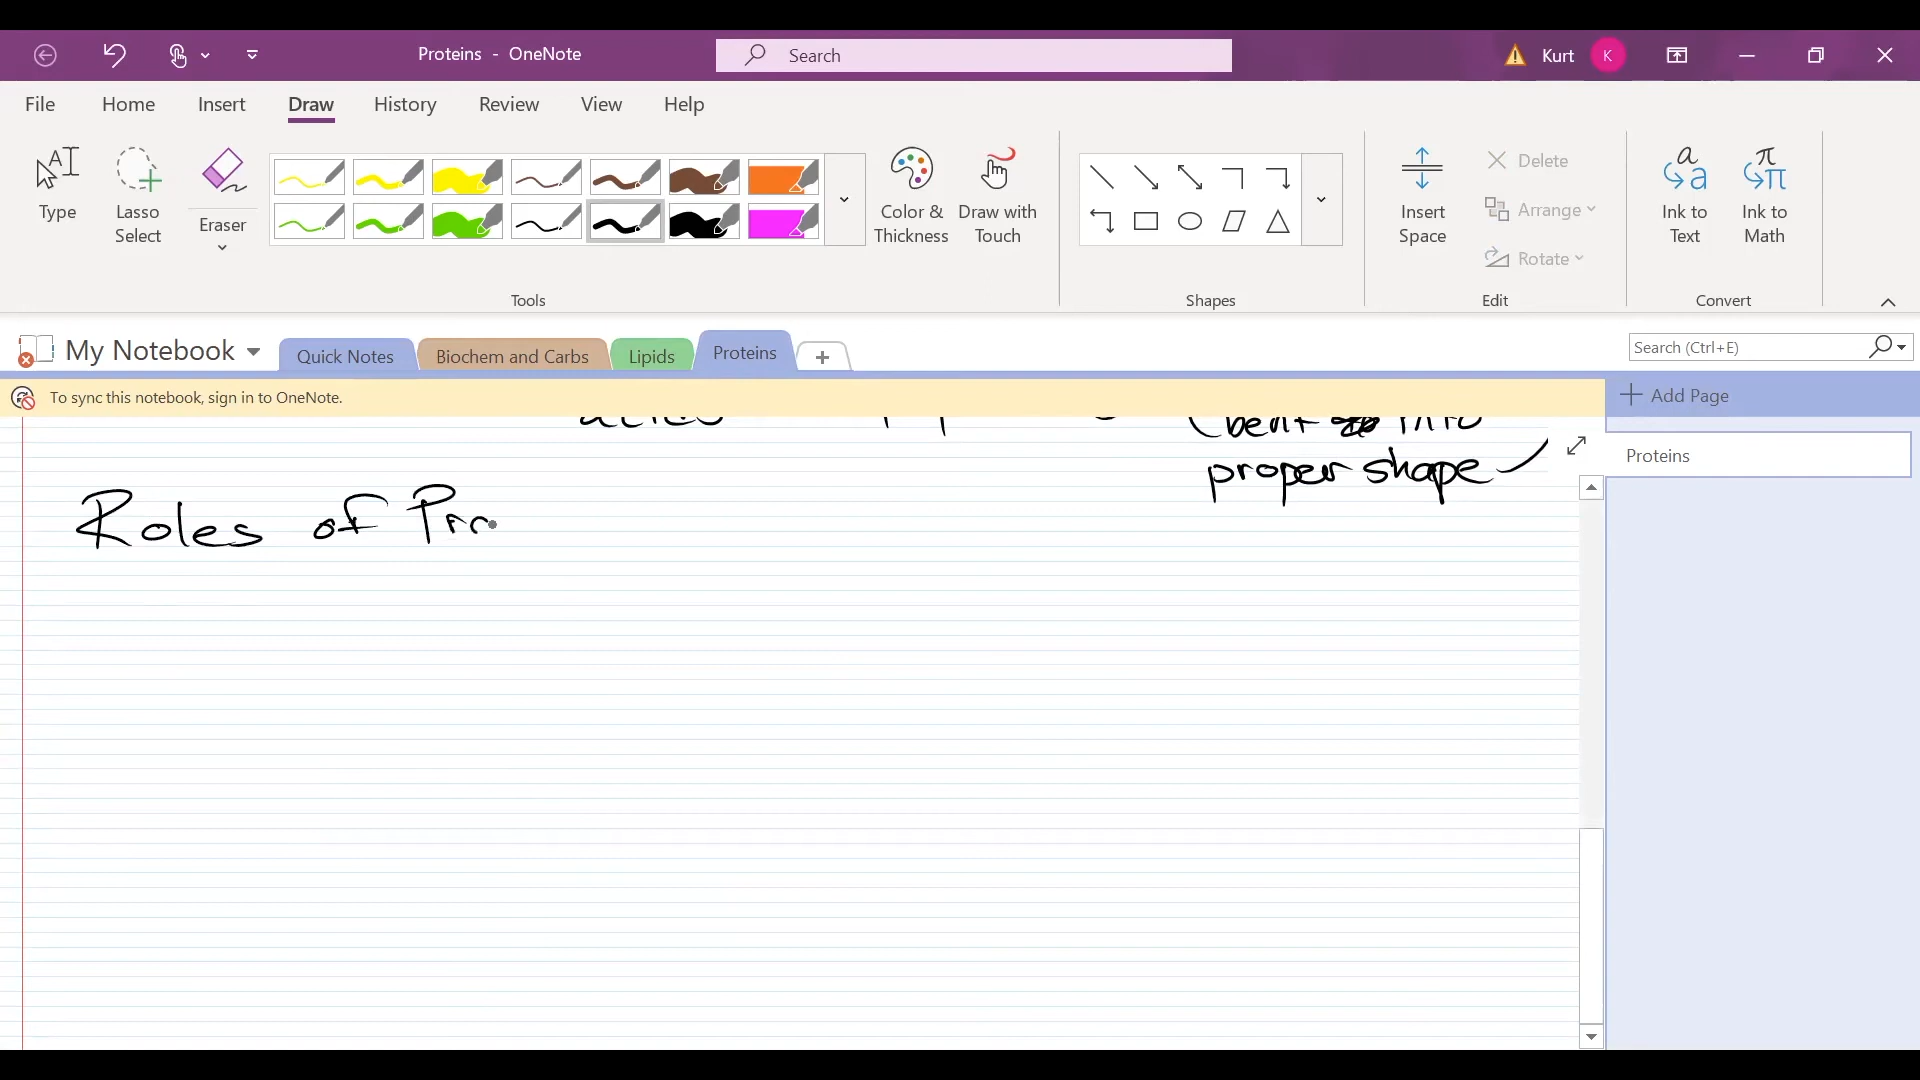 Proteins - OneNote
Search
Kurt
K
File Home Insert Draw History Review View Help
Type
Lasso Select
Eraser
Color & Thickness
Draw with Touch
Insert Space
Delete
Arrange
Rotate
Ink to Text
Ink to Math
Tools
Shapes
Edit
Convert
My Notebook
Quick Notes
Biochem and Carbs
Lipids
Proteins
Search (Ctrl+E)
To sync this notebook, sign in to OneNote.
Add Page
Proteins
(bent into
proper shape
Roles of Pro